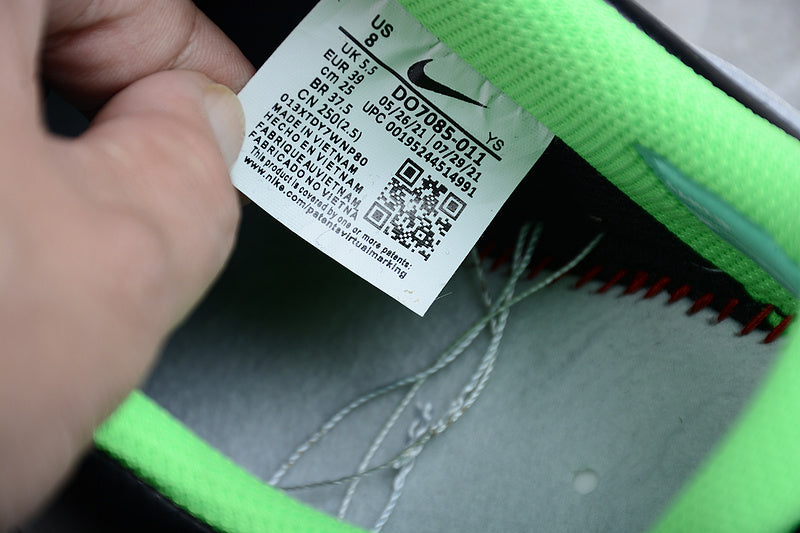 US
8
UK 5.5
EUR 39
cm 25
BR 37.5
CN 250(2.5)
DO7085-011 YS
05/26/21 07/29/21
UPC 00195244514991
013XTDY7WNP80
MADE IN VIETNAM
HECHO EN VIETNAM
FABRIQUE AU VIETNAM
FABRICADO NO VIETNA
This product is covered by one or more patents:
www.nike.com/patentavirtualmarking